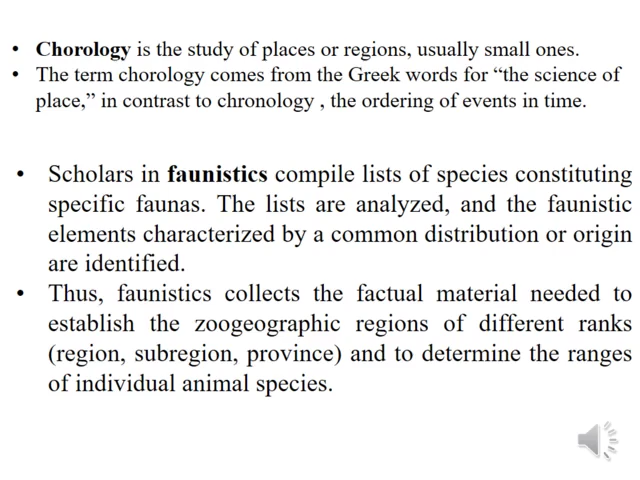 • Chorology is the study of places or regions, usually small ones.
• The term chorology comes from the Greek words for “the science of
place,” in contrast to chronology , the ordering of events in time.
• Scholars in faunistics compile lists of species constituting
specific faunas. The lists are analyzed, and the faunistic
elements characterized by a common distribution or origin
are identified.
• Thus, faunistics collects the factual material needed to
establish the zoogeographic regions of different ranks
(region, subregion, province) and to determine the ranges
of individual animal species.